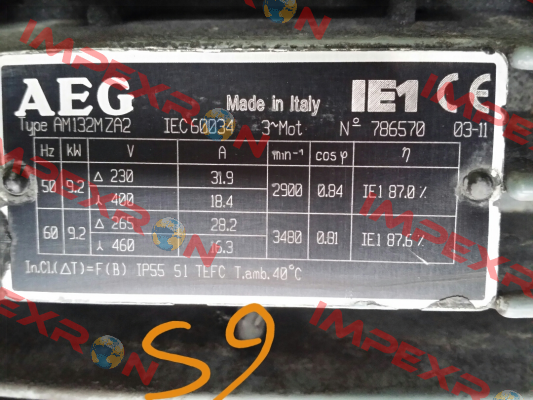 AEG Made in Italy IE1 CE
Type AM132MZA2 IEC60034 3~Mot Nº 786570 03-11
Hz kW V A min⁻¹ cosφ η
50 9.2 Δ 230 31.9 2900 0.84 IE1 87.0%
⅄ 400 18.4
60 9.2 Δ 265 28.2 3480 0.81 IE1 87.6%
⅄ 460 16.3
In.Cl.(ΔT)=F(B) IP55 S1 TEFC T.amb.40°C
S9
IMPEXRON
IMPEXRON
IMPEXRON
IMPEXRON
IMPEXRON